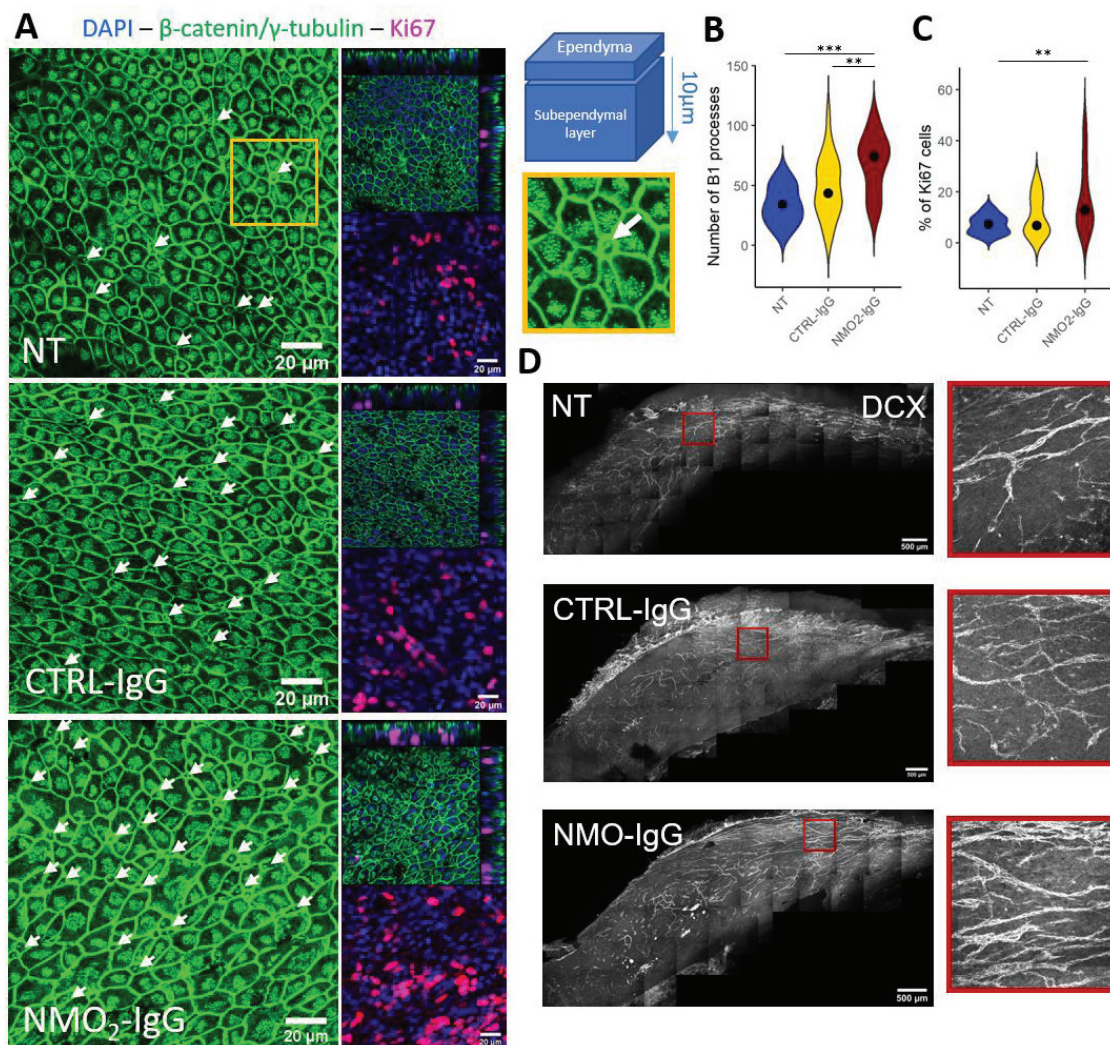 A
DAPI – β-catenin/γ-tubulin – Ki67
NT
20 µm
20 µm
CTRL-IgG
20 µm
20 µm
NMO₂-IgG
20 µm
20 µm
Ependyma
Subependymal
layer
10µm
B
***
**
Number of B1 processes
150
100
50
0
NT
CTRL-IgG
NMO2-IgG
C
**
% of Ki67 cells
60
40
20
0
NT
CTRL-IgG
NMO2-IgG
D
NT
DCX
500 µm
CTRL-IgG
500 µm
NMO-IgG
500 µm